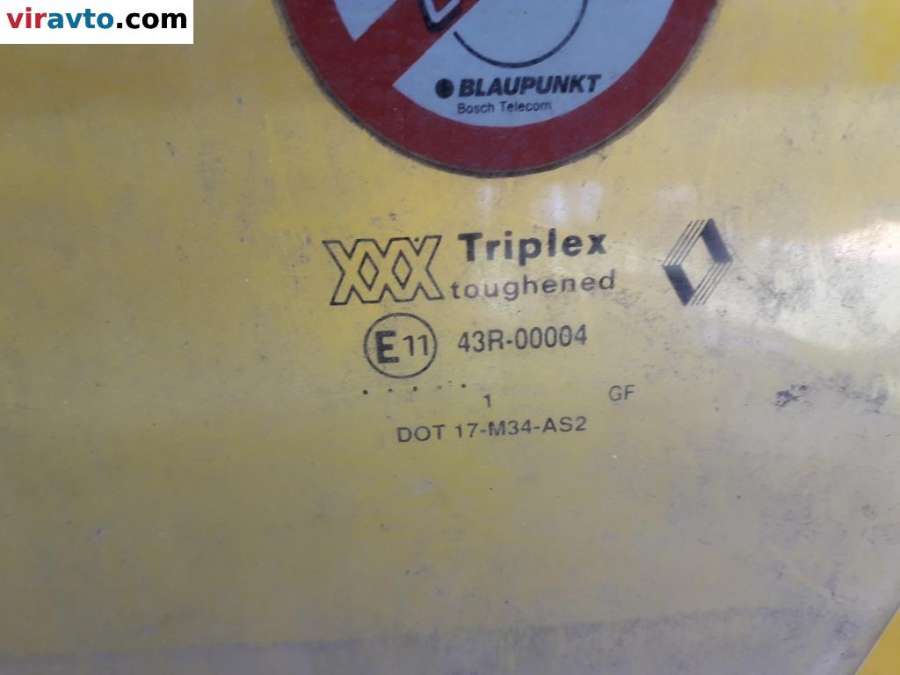 viravto.com
BLAUPUNKT
Bosch Telecom
XXX Triplex
toughened
E11 43R-00004
. . . . . ..
1 GF
DOT 17-M34-AS2